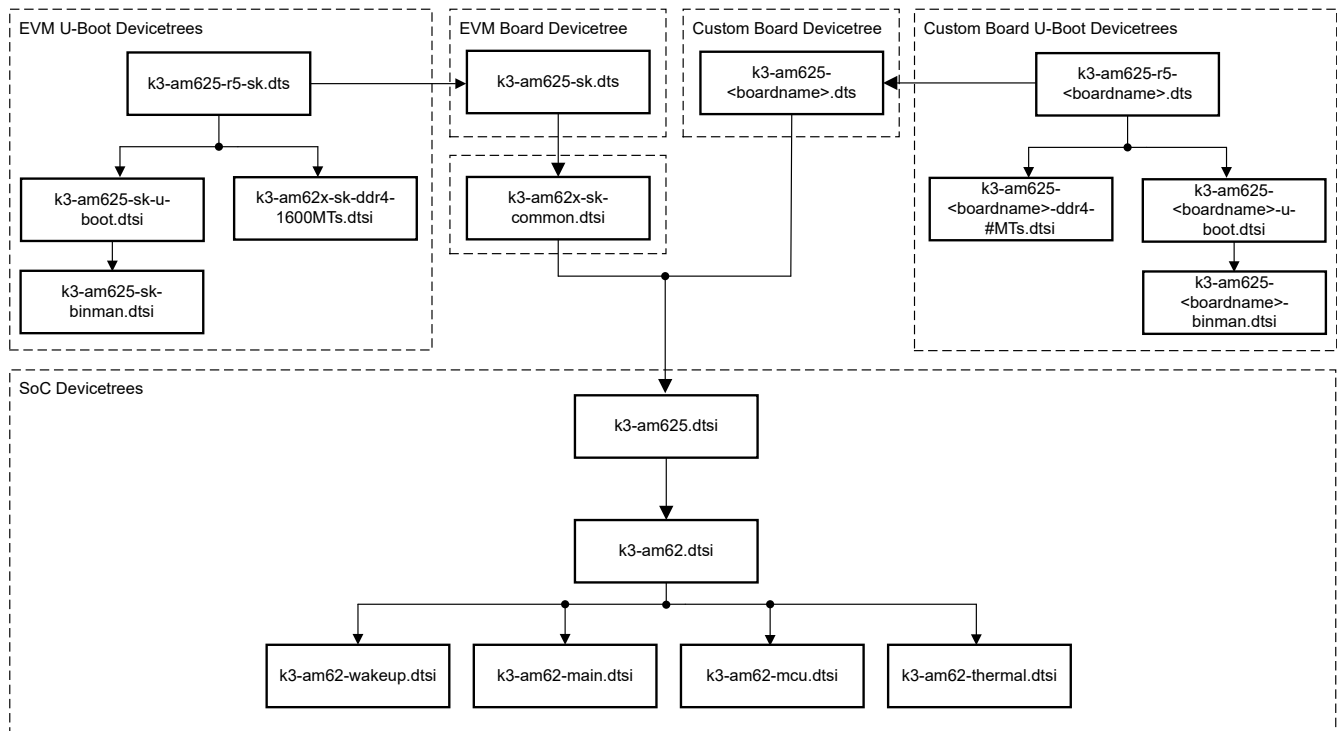 EVM U-Boot Devicetrees
k3-am625-r5-sk.dts
k3-am625-sk-u-
boot.dtsi
k3-am62x-sk-ddr4-
1600MTs.dtsi
k3-am625-sk-
binman.dtsi
EVM Board Devicetree
k3-am625-sk.dts
k3-am62x-sk-
common.dtsi
Custom Board Devicetree
k3-am625-
<boardname>.dts
Custom Board U-Boot Devicetrees
k3-am625-r5-
<boardname>.dts
k3-am625-
<boardname>-ddr4-
#MTs.dtsi
k3-am625-
<boardname>-u-
boot.dtsi
k3-am625-
<boardname>-
binman.dtsi
SoC Devicetrees
k3-am625.dtsi
k3-am62.dtsi
k3-am62-wakeup.dtsi
k3-am62-main.dtsi
k3-am62-mcu.dtsi
k3-am62-thermal.dtsi